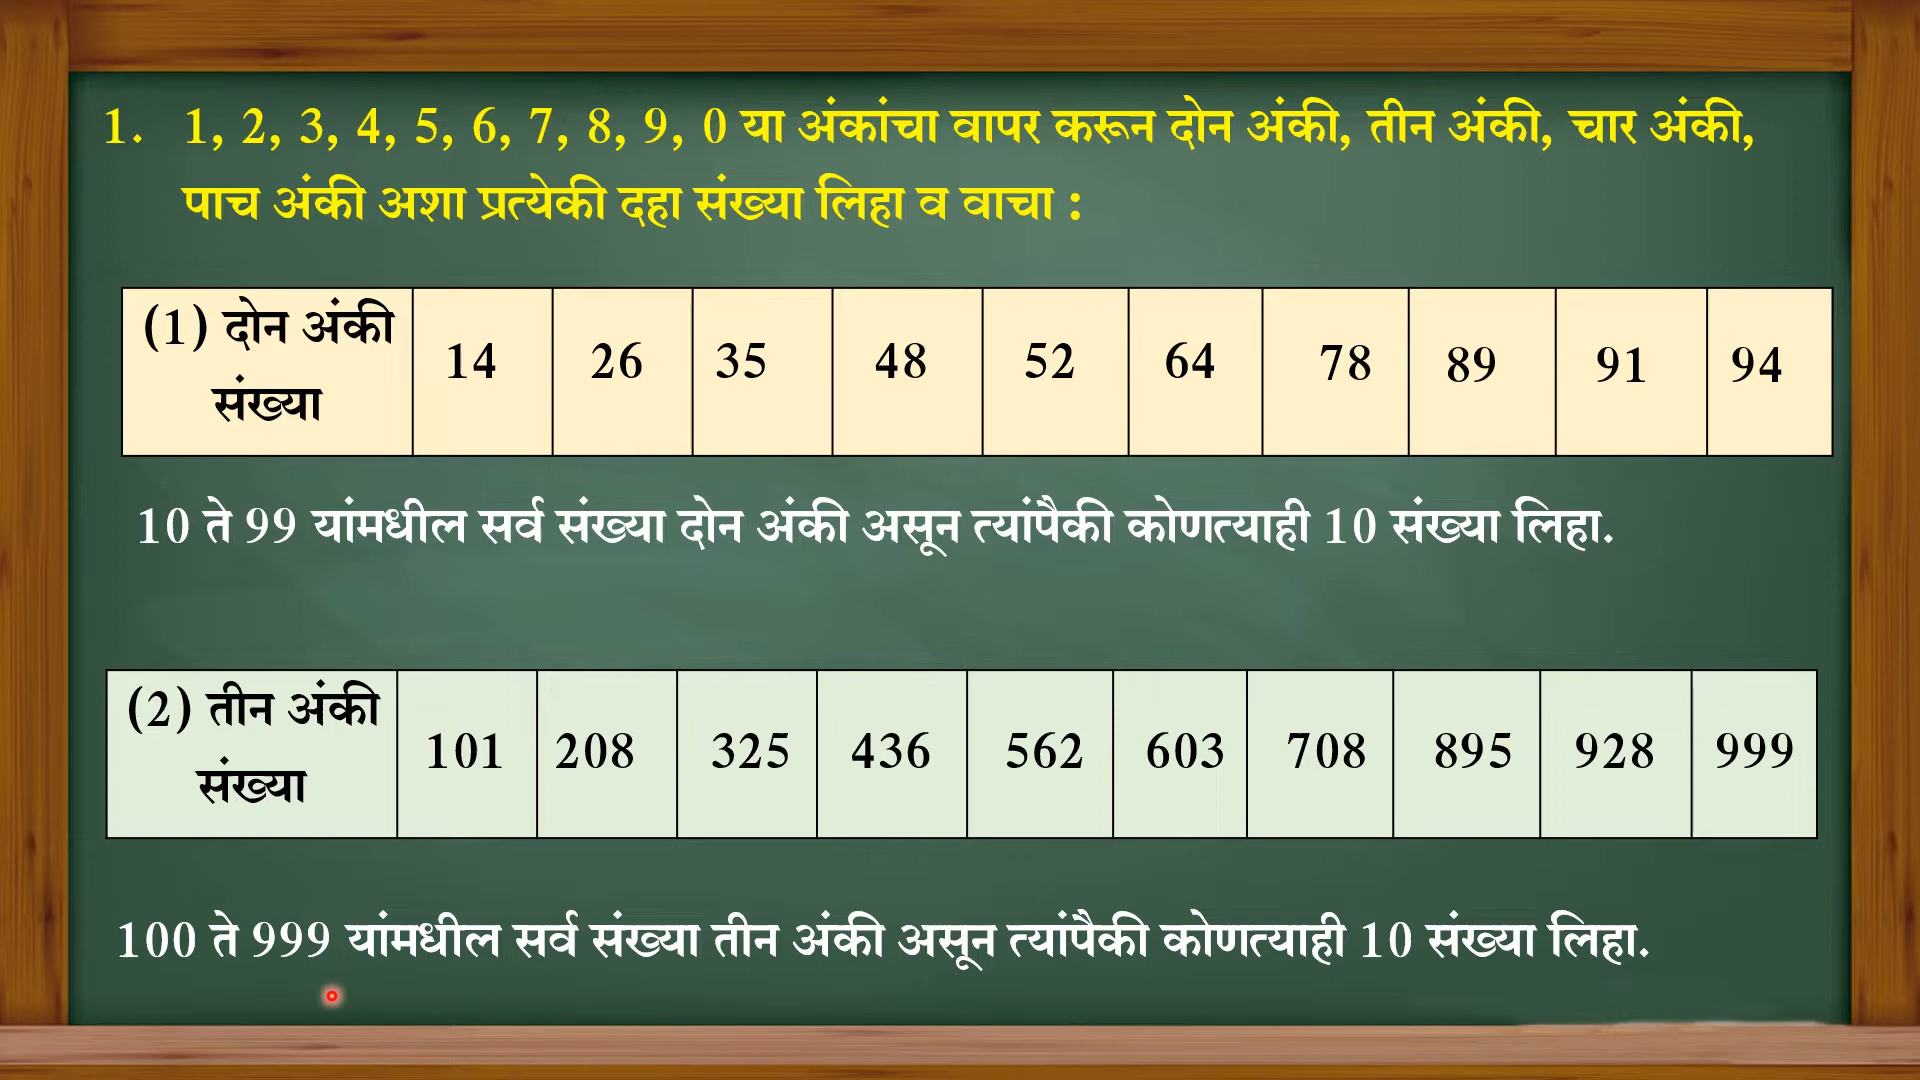 1. 1, 2, 3, 4, 5, 6, 7, 8, 9, 0 या अंकांचा वापर करून दोन अंकी, तीन अंकी, चार अंकी,
पाच अंकी अशा प्रत्येकी दहा संख्या लिहा व वाचा :
(1) दोन अंकी
संख्या
14 26 35 48 52 64 78 89 91 94
10 ते 99 यांमधील सर्व संख्या दोन अंकी असून त्यांपैकी कोणत्याही 10 संख्या लिहा.
(2) तीन अंकी
संख्या
101 208 325 436 562 603 708 895 928 999
100 ते 999 यांमधील सर्व संख्या तीन अंकी असून त्यांपैकी कोणत्याही 10 संख्या लिहा.